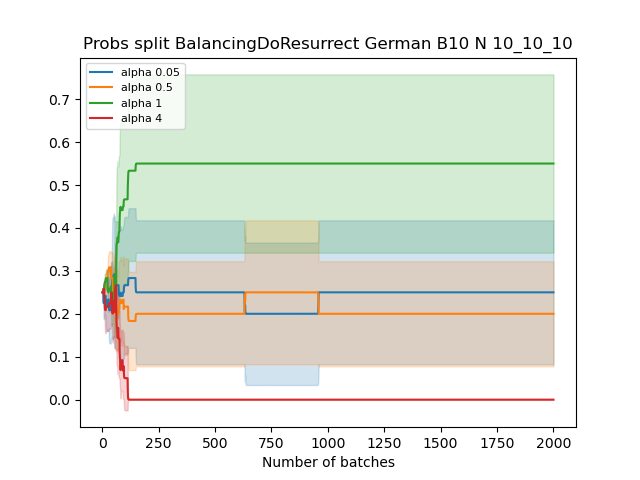 Probs split BalancingDoResurrect German B10 N 10_10_10
alpha 0.05
alpha 0.5
alpha 1
alpha 4
0.7
0.6
0.5
0.4
0.3
0.2
0.1
0.0
0 250 500 750 1000 1250 1500 1750 2000
Number of batches